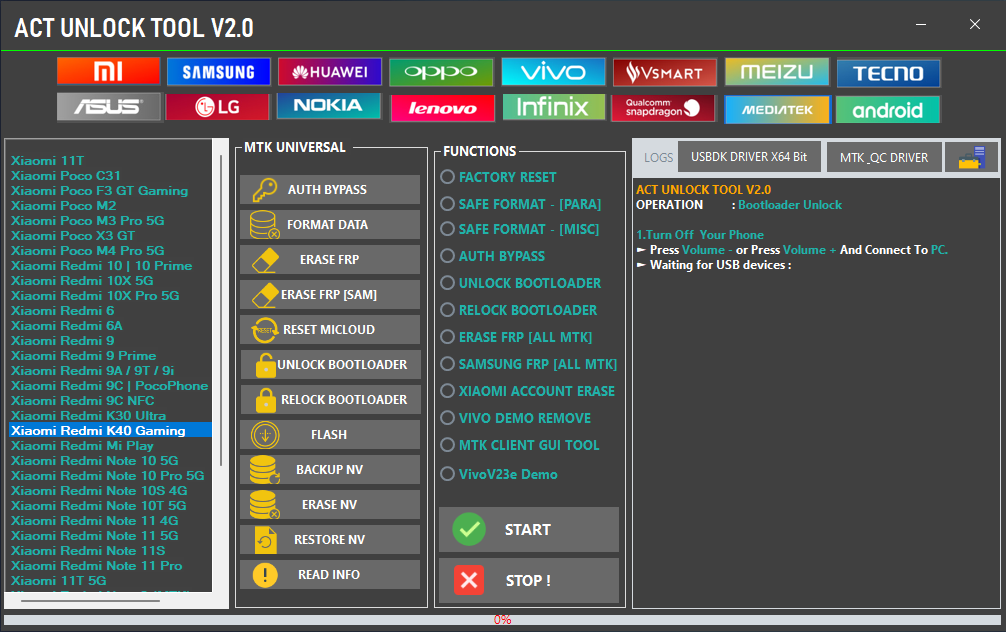 ACT UNLOCK TOOL V2.0
MI SAMSUNG HUAWEI OPPO vivo VSMART MEIZU TECNO
ASUS LG NOKIA lenovo Infinix Qualcomm snapdragon MEDIATEK android
Xiaomi 11T
Xiaomi Poco C31
Xiaomi Poco F3 GT Gaming
Xiaomi Poco M2
Xiaomi Poco M3 Pro 5G
Xiaomi Poco X3 GT
Xiaomi Poco M4 Pro 5G
Xiaomi Redmi 10 | 10 Prime
Xiaomi Redmi 10X 5G
Xiaomi Redmi 10X Pro 5G
Xiaomi Redmi 6
Xiaomi Redmi 6A
Xiaomi Redmi 9
Xiaomi Redmi 9 Prime
Xiaomi Redmi 9A / 9T / 9i
Xiaomi Redmi 9C | PocoPhone
Xiaomi Redmi 9C NFC
Xiaomi Redmi K30 Ultra
Xiaomi Redmi K40 Gaming
Xiaomi Redmi Mi Play
Xiaomi Redmi Note 10 5G
Xiaomi Redmi Note 10 Pro 5G
Xiaomi Redmi Note 10S 4G
Xiaomi Redmi Note 10T 5G
Xiaomi Redmi Note 11 4G
Xiaomi Redmi Note 11 5G
Xiaomi Redmi Note 11S
Xiaomi Redmi Note 11 Pro
Xiaomi 11T 5G
MTK UNIVERSAL
AUTH BYPASS
FORMAT DATA
ERASE FRP
ERASE FRP [SAM]
RESET MICLOUD
UNLOCK BOOTLOADER
RELOCK BOOTLOADER
FLASH
BACKUP NV
ERASE NV
RESTORE NV
READ INFO
FUNCTIONS
FACTORY RESET
SAFE FORMAT - [PARA]
SAFE FORMAT - [MISC]
AUTH BYPASS
UNLOCK BOOTLOADER
RELOCK BOOTLOADER
ERASE FRP [ALL MTK]
SAMSUNG FRP [ALL MTK]
XIAOMI ACCOUNT ERASE
VIVO DEMO REMOVE
MTK CLIENT GUI TOOL
VivoV23e Demo
START
STOP !
LOGS USBDK DRIVER X64 Bit MTK _QC DRIVER
ACT UNLOCK TOOL V2.0
OPERATION : Bootloader Unlock
1.Turn Off Your Phone
► Press Volume - or Press Volume + And Connect To PC.
► Waiting for USB devices :
0%